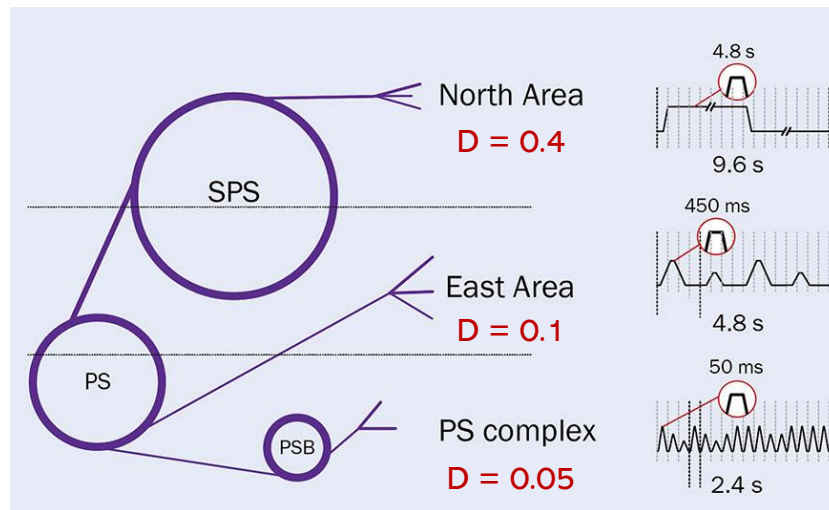 SPS
North Area
D = 0.4
4.8 s
9.6 s
PS
East Area
D = 0.1
450 ms
4.8 s
PSB
PS complex
D = 0.05
50 ms
2.4 s